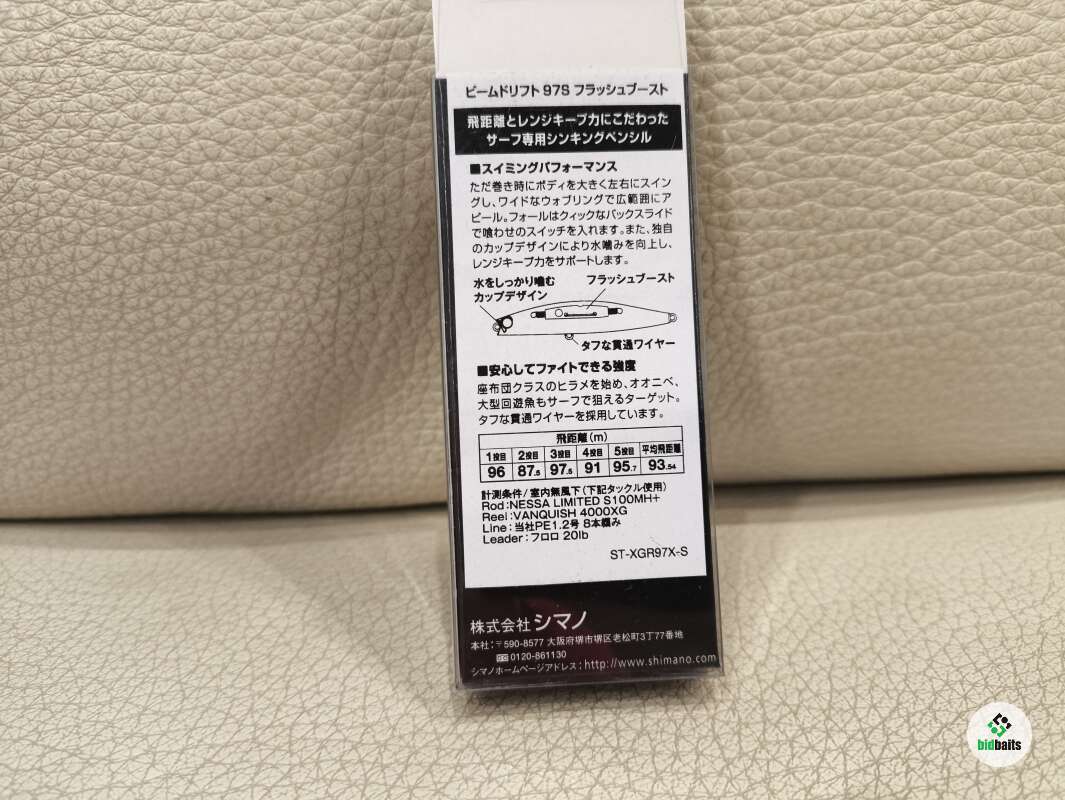 ビームドリフト 97S フラッシュブースト
飛距離とレンジキープ力にこだわった
サーフ専用シンキングペンシル
■スイミングパフォーマンス
ただ巻き時にボディを大きく左右にスイン
グし、ワイドなウォブリングで広範囲にア
ピール。フォールはクィックなバックスライド
で喰わせのスイッチを入れます。また、独自
のカップデザインにより水噛みを向上し、
レンジキープ力をサポートします。
水をしっかり噛む
カップデザイン
フラッシュブースト
タフな貫通ワイヤー
■安心してファイトできる強度
座布団クラスのヒラメを始め、オオニベ、
大型回遊魚もサーフで狙えるターゲット。
タフな貫通ワイヤーを採用しています。
飛距離(m)
1投目 2投目 3投目 4投目 5投目 平均飛距離
96 87.5 97.5 91 95.7 93.54
計測条件/室内無風下(下記タックル使用)
Rod:NESSA LIMITED S100MH+
Reel:VANQUISH 4000XG
Line:当社PE1.2号 8本編み
Leader:フロロ 20lb
ST-XGR97X-S
株式会社シマノ
本社:〒590-8577 大阪府堺市堺区老松町3丁77番地
0120-861130
シマノホームページアドレス:http://www.shimano.com
bidbaits